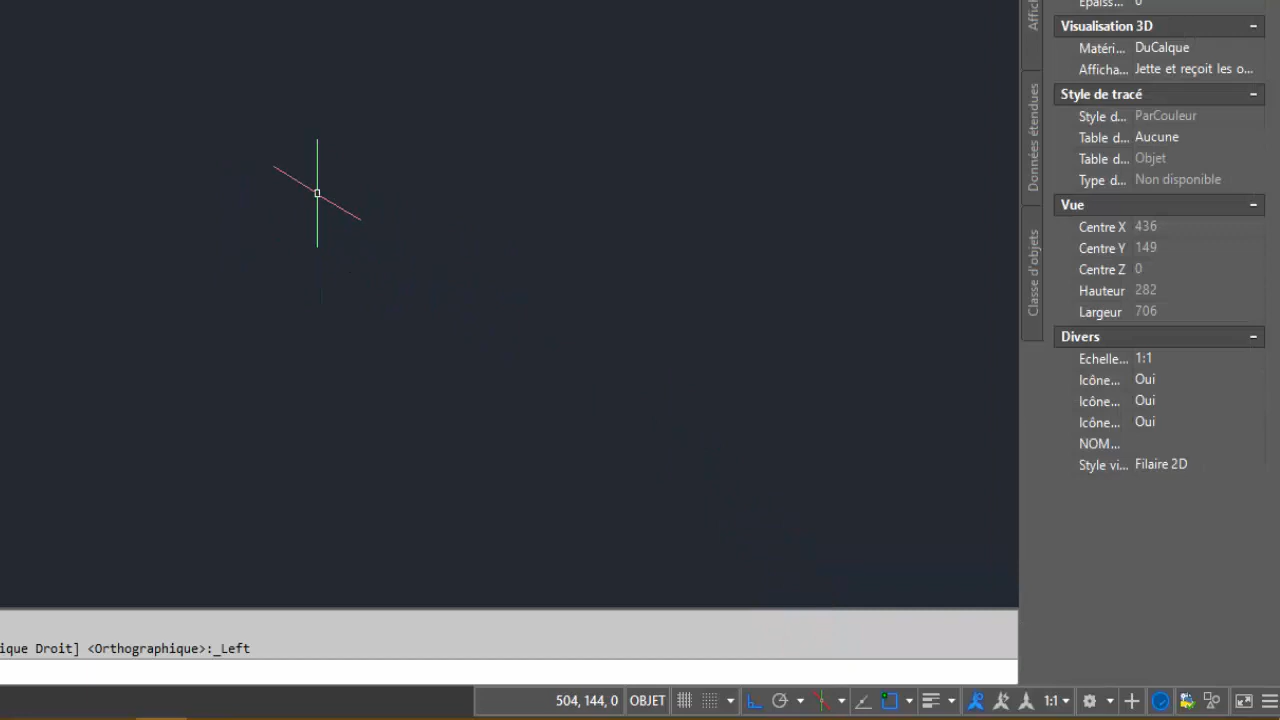 Épaiss... 0
Visualisation 3D
Matéri... DuCalque
Afficha... Jette et reçoit les o...
Style de tracé
Style d... ParCouleur
Table d... Aucune
Table d... Objet
Type d... Non disponible
Vue
Centre X 436
Centre Y 149
Centre Z 0
Hauteur 282
Largeur 706
Divers
Echelle... 1:1
Icône... Oui
Icône... Oui
Icône... Oui
NOM...
Style vi... Filaire 2D
Données étendues
Classe d'objets
ique Droit] <Orthographique>:_Left
504, 144, 0 OBJET 1:1